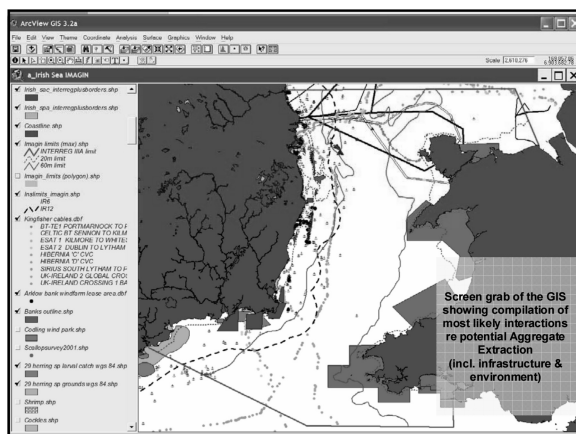 ArcView GIS 3.2a
File Edit View Theme Coordinate Analysis Surface Graphics Window Help
Scale 1:
a_Irish Sea IMAGIN
Irish_sac_interregplusborders.shp
Irish_spa_interregplusborders.shp
Coastline.shp
Imagin limits (max).shp
INTERREG IIIA limit
20m limit
60m limit
Imagin_limits (polygon).shp
Inalimits_imagin.shp
IR6
IR12
Kingfisher cables.dbf
BT-TE1 PORTMARNOCK TO
CELTIC BT SENNON TO KILM
ESAT 1 KILMORE TO WHITES
ESAT 2 DUBLIN TO LYTHAM
HIBERNIA 'C' CVC
HIBERNIA 'D' CVC
SIRIUS SOUTH LYTHAM TO
UK-IRELAND 2 GLOBAL CROS
UK-IRELAND CROSSING 1 BA
Arklow bank windfarm lease area.dbf
Banks outline.shp
Codling wind park.shp
Scallopsurvey2001.shp
29 herring sp larval catch wgs 84.shp
29 herring sp grounds wgs 84.shp
Shrimp.shp
Cockles.shp
Screen grab of the GIS
showing compilation of
most likely interactions
re potential Aggregate
Extraction
(incl. infrastructure &
environment)